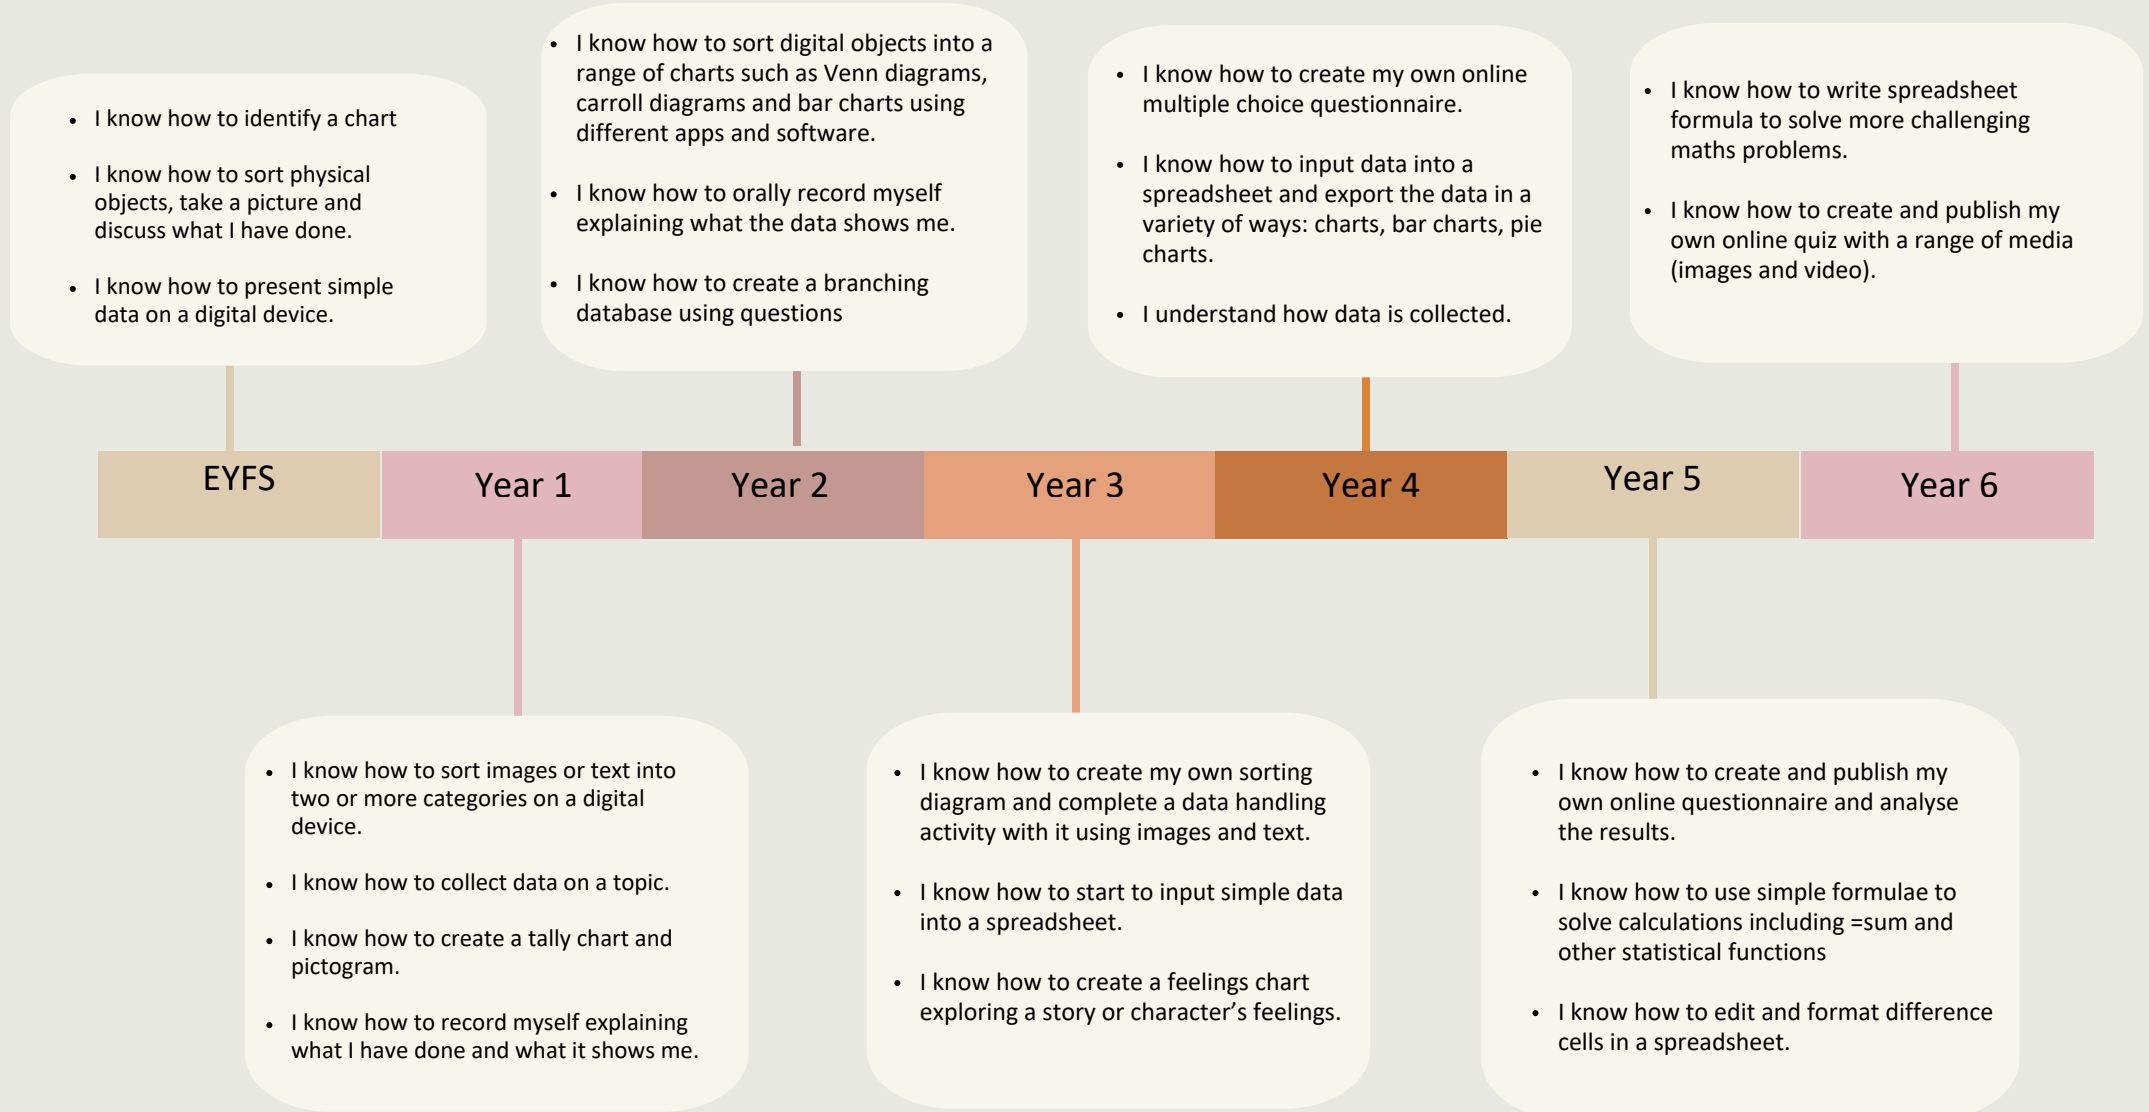 • I know how to identify a chart
• I know how to sort physical
objects, take a picture and
discuss what I have done.
• I know how to present simple
data on a digital device.
• I know how to sort digital objects into a
range of charts such as Venn diagrams,
carroll diagrams and bar charts using
different apps and software.
• I know how to orally record myself
explaining what the data shows me.
• I know how to create a branching
database using questions
• I know how to create my own online
multiple choice questionnaire.
• I know how to input data into a
spreadsheet and export the data in a
variety of ways: charts, bar charts, pie
charts.
• I understand how data is collected.
• I know how to write spreadsheet
formula to solve more challenging
maths problems.
• I know how to create and publish my
own online quiz with a range of media
(images and video).
EYFS
Year 1
Year 2
Year 3
Year 4
Year 5
Year 6
• I know how to sort images or text into
two or more categories on a digital
device.
• I know how to collect data on a topic.
• I know how to create a tally chart and
pictogram.
• I know how to record myself explaining
what I have done and what it shows me.
• I know how to create my own sorting
diagram and complete a data handling
activity with it using images and text.
• I know how to start to input simple data
into a spreadsheet.
• I know how to create a feelings chart
exploring a story or character’s feelings.
• I know how to create and publish my
own online questionnaire and analyse
the results.
• I know how to use simple formulae to
solve calculations including =sum and
other statistical functions
• I know how to edit and format difference
cells in a spreadsheet.